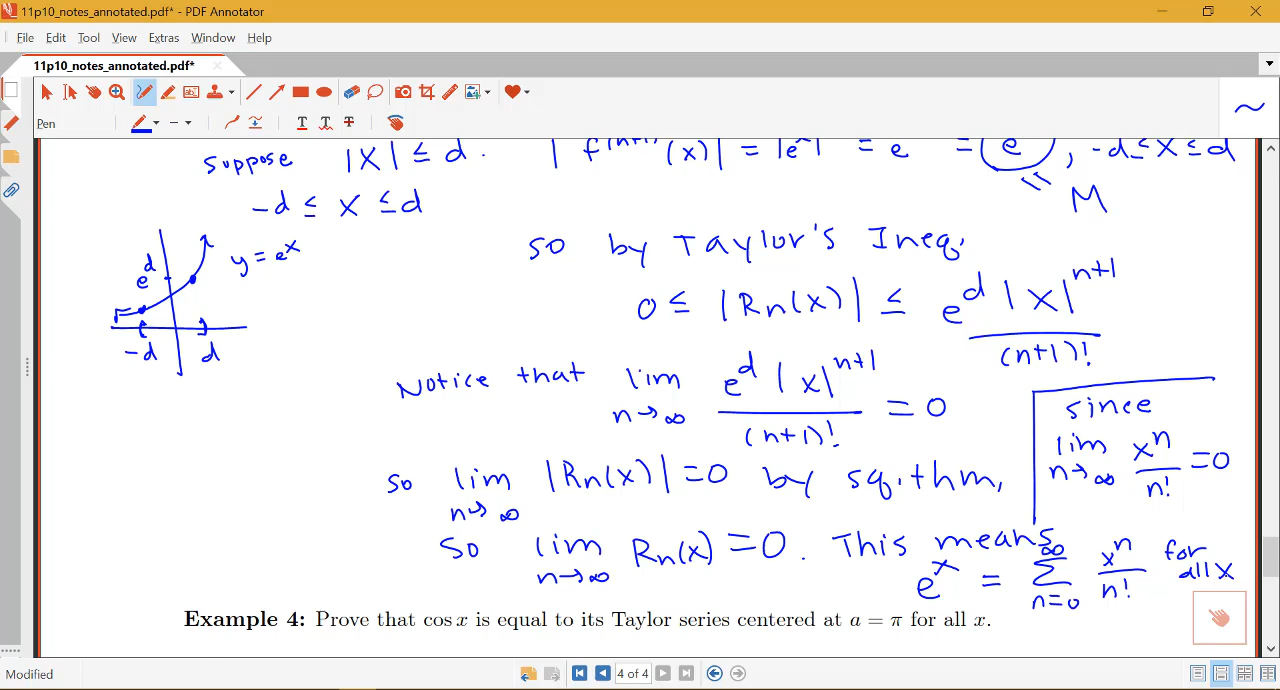 11p10_notes_annotated.pdf* - PDF Annotator
File Edit Tool View Extras Window Help
11p10_notes_annotated.pdf*
Pen
suppose |x| ≤ d. | f^(n+1) (x)| = |e^x| = e = e , -d ≤ x ≤ d
-d ≤ x ≤ d
M
y = e^x
e^d
-d d
so by Taylor's Ineq,
0 ≤ |Rn(x)| ≤ e^d |x|^(n+1) / (n+1)!
Notice that lim n→∞ e^d |x|^(n+1) / (n+1)! = 0
since
lim n→∞ x^n / n! = 0
so lim n→∞ |Rn(x)| = 0 by sq. thm,
So lim n→∞ Rn(x) = 0. This means
e^x = ∑ n=0 ∞ x^n / n! for all x
Example 4: Prove that cos x is equal to its Taylor series centered at a = π for all x.
Modified
4 of 4